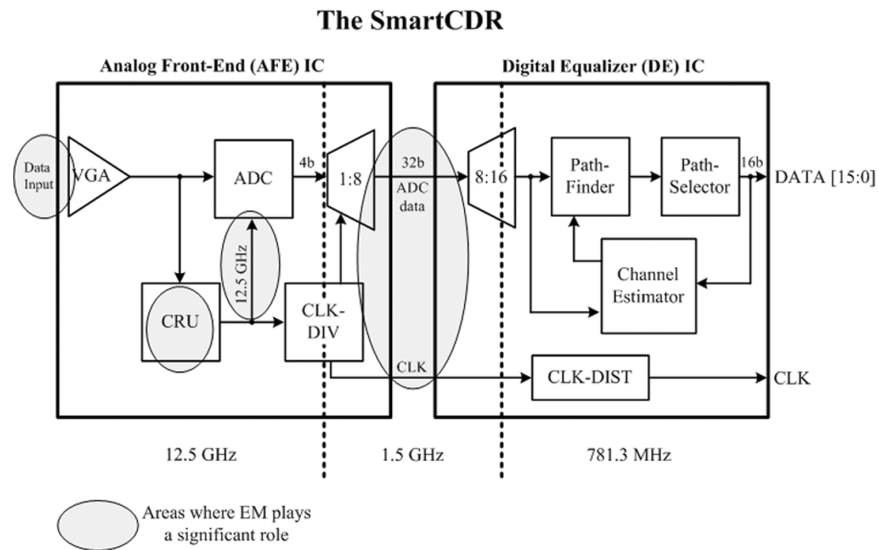 The SmartCDR
Analog Front-End (AFE) IC
Digital Equalizer (DE) IC
Data
Input
VGA
ADC
4b
1:8
32b
ADC
data
8:16
Path-
Finder
Path-
Selector
16b
DATA [15:0]
12.5 GHz
CRU
CLK-
DIV
Channel
Estimator
CLK
CLK-DIST
CLK
12.5 GHz
1.5 GHz
781.3 MHz
Areas where EM plays
a significant role